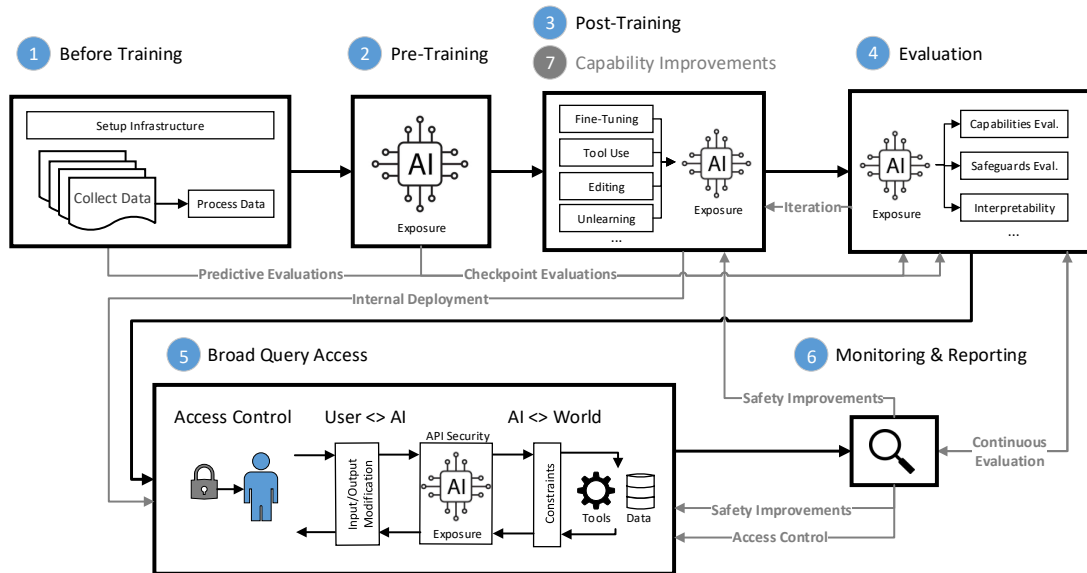 1 Before Training
2 Pre-Training
3 Post-Training
7 Capability Improvements
4 Evaluation
Setup Infrastructure
Collect Data
Process Data
AI
Exposure
Fine-Tuning
Tool Use
Editing
Unlearning
...
AI
Exposure
AI
Exposure
Capabilities Eval.
Safeguards Eval.
Interpretability
...
Iteration
Predictive Evaluations
Checkpoint Evaluations
Internal Deployment
5 Broad Query Access
6 Monitoring & Reporting
Access Control
User <> AI
AI <> World
Input/Output
Modification
API Security
AI
Exposure
Constraints
Tools
Data
Safety Improvements
Continuous
Evaluation
Safety Improvements
Access Control